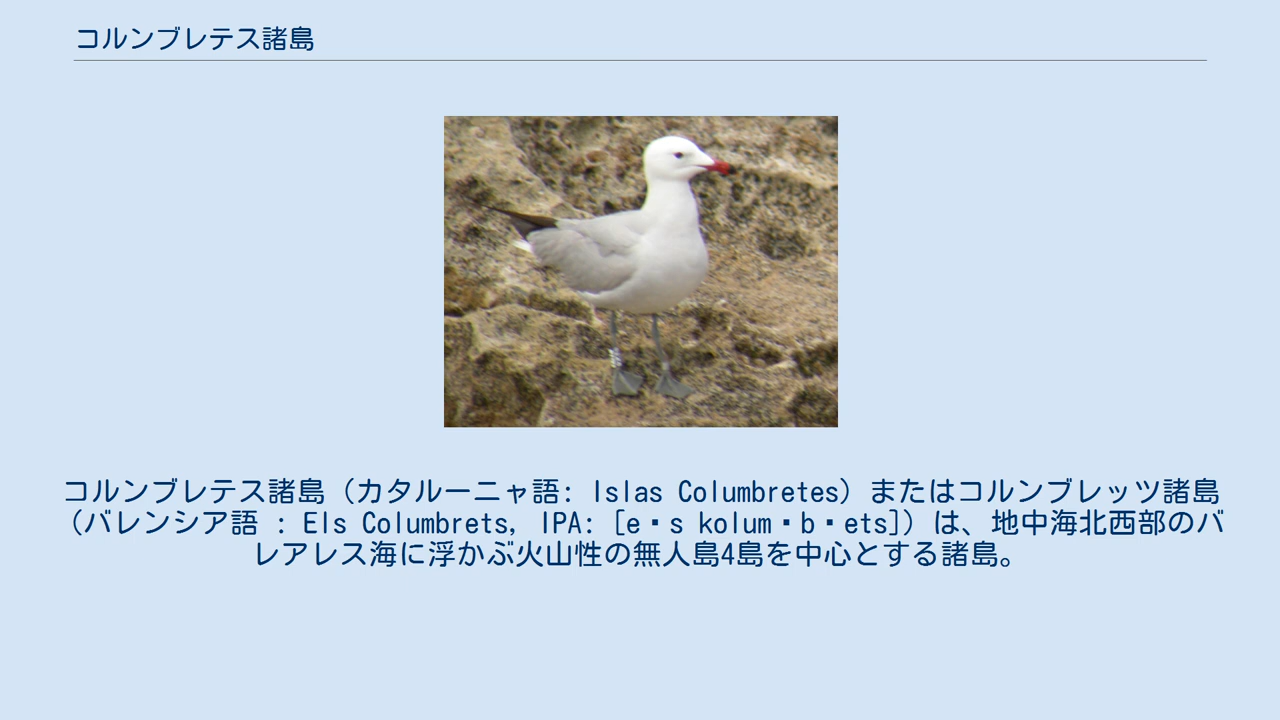 コルンブレテス諸島
コルンブレテス諸島（カタルーニャ語: Islas Columbretes）またはコルンブレッツ諸島
（バレンシア語 : Els Columbrets, IPA: [e▪s kolum▪b▪ets]）は、地中海北西部のバ
レアレス海に浮かぶ火山性の無人島4島を中心とする諸島。